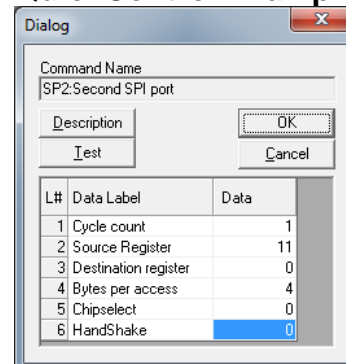 Dialog
Command Name
SP2:Second SPI port
Description OK
Test Cancel
L# Data Label Data
1 Cycle count 1
2 Source Register 11
3 Destination register 0
4 Bytes per access 4
5 Chipselect 0
6 HandShake 0